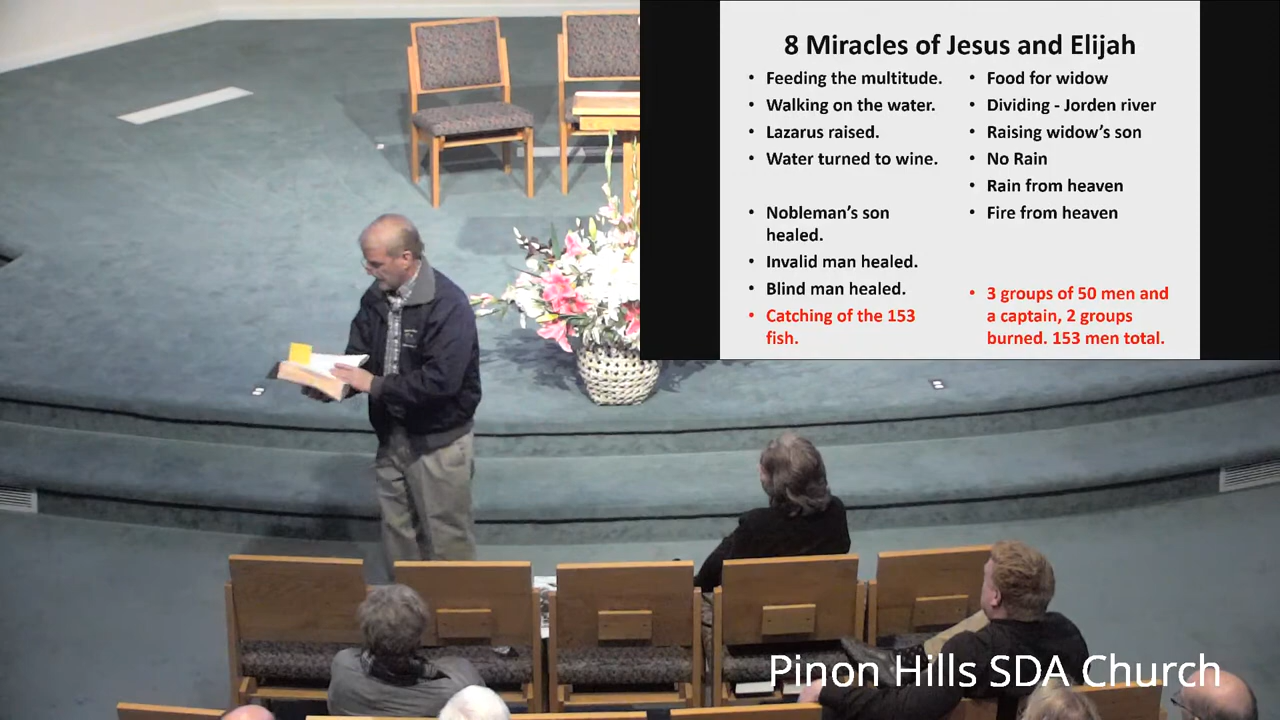 8 Miracles of Jesus and Elijah
• Feeding the multitude.
• Walking on the water.
• Lazarus raised.
• Water turned to wine.
• Nobleman's son
healed.
• Invalid man healed.
• Blind man healed.
• Catching of the 153
fish.
• Food for widow
• Dividing - Jorden river
• Raising widow's son
• No Rain
• Rain from heaven
• Fire from heaven
• 3 groups of 50 men and
a captain, 2 groups
burned. 153 men total.
Pinon Hills SDA Church